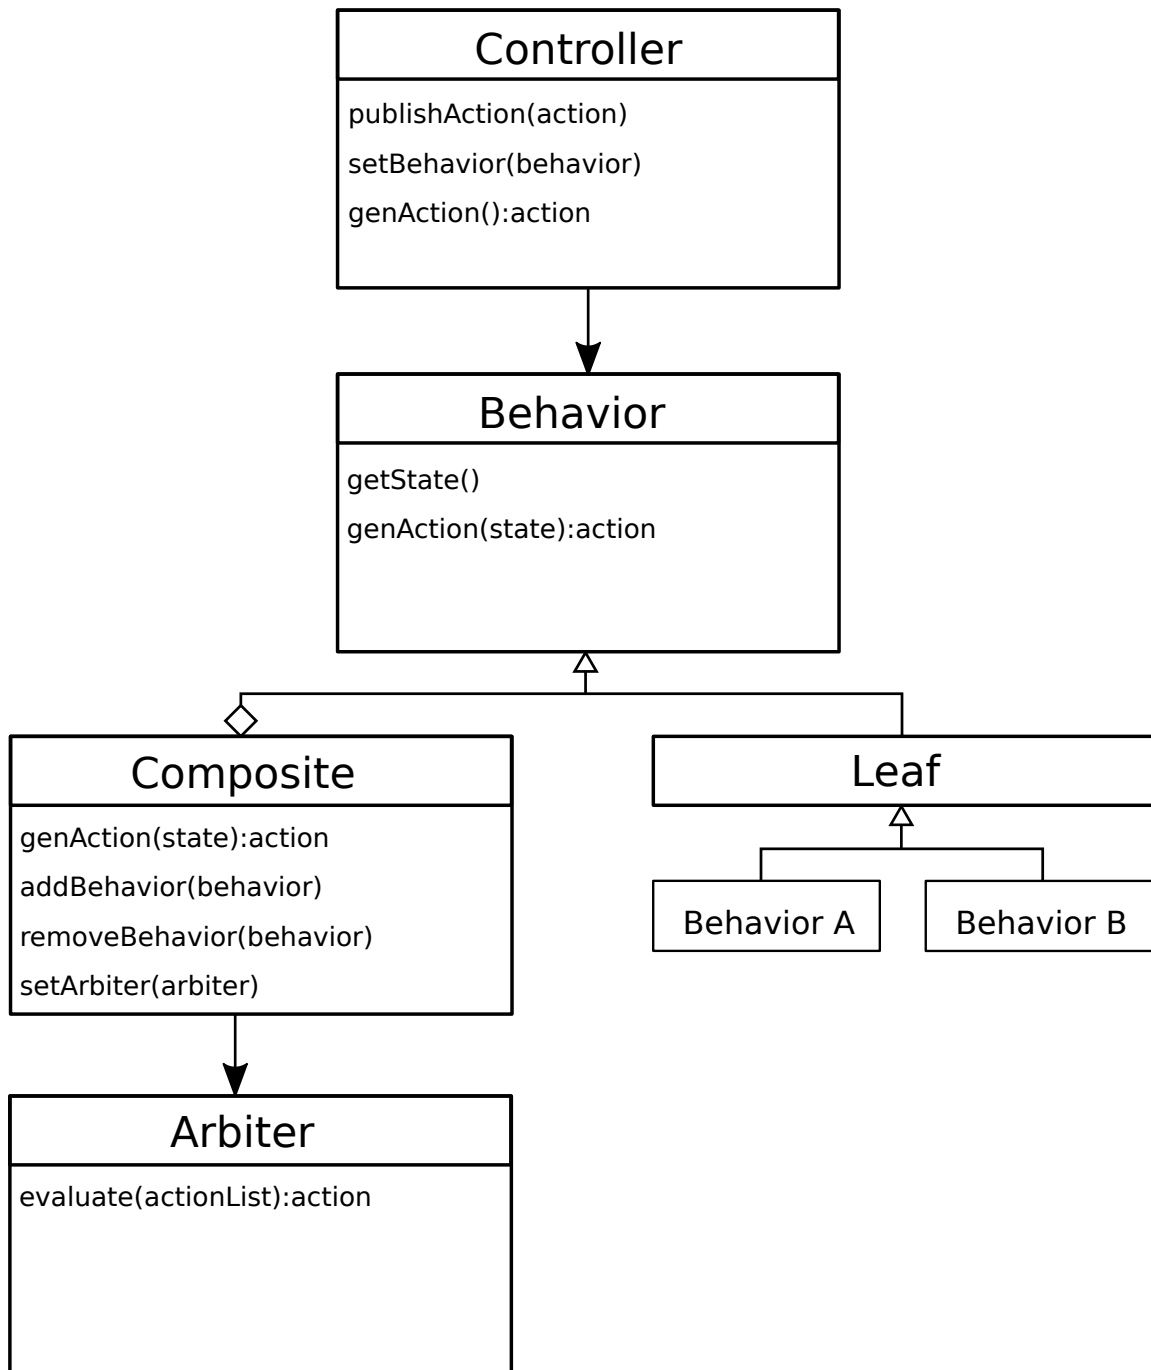 Controller
publishAction(action)
setBehavior(behavior)
genAction():action
Behavior
getState()
genAction(state):action
Composite
genAction(state):action
addBehavior(behavior)
removeBehavior(behavior)
setArbiter(arbiter)
Leaf
Behavior A
Behavior B
Arbiter
evaluate(actionList):action